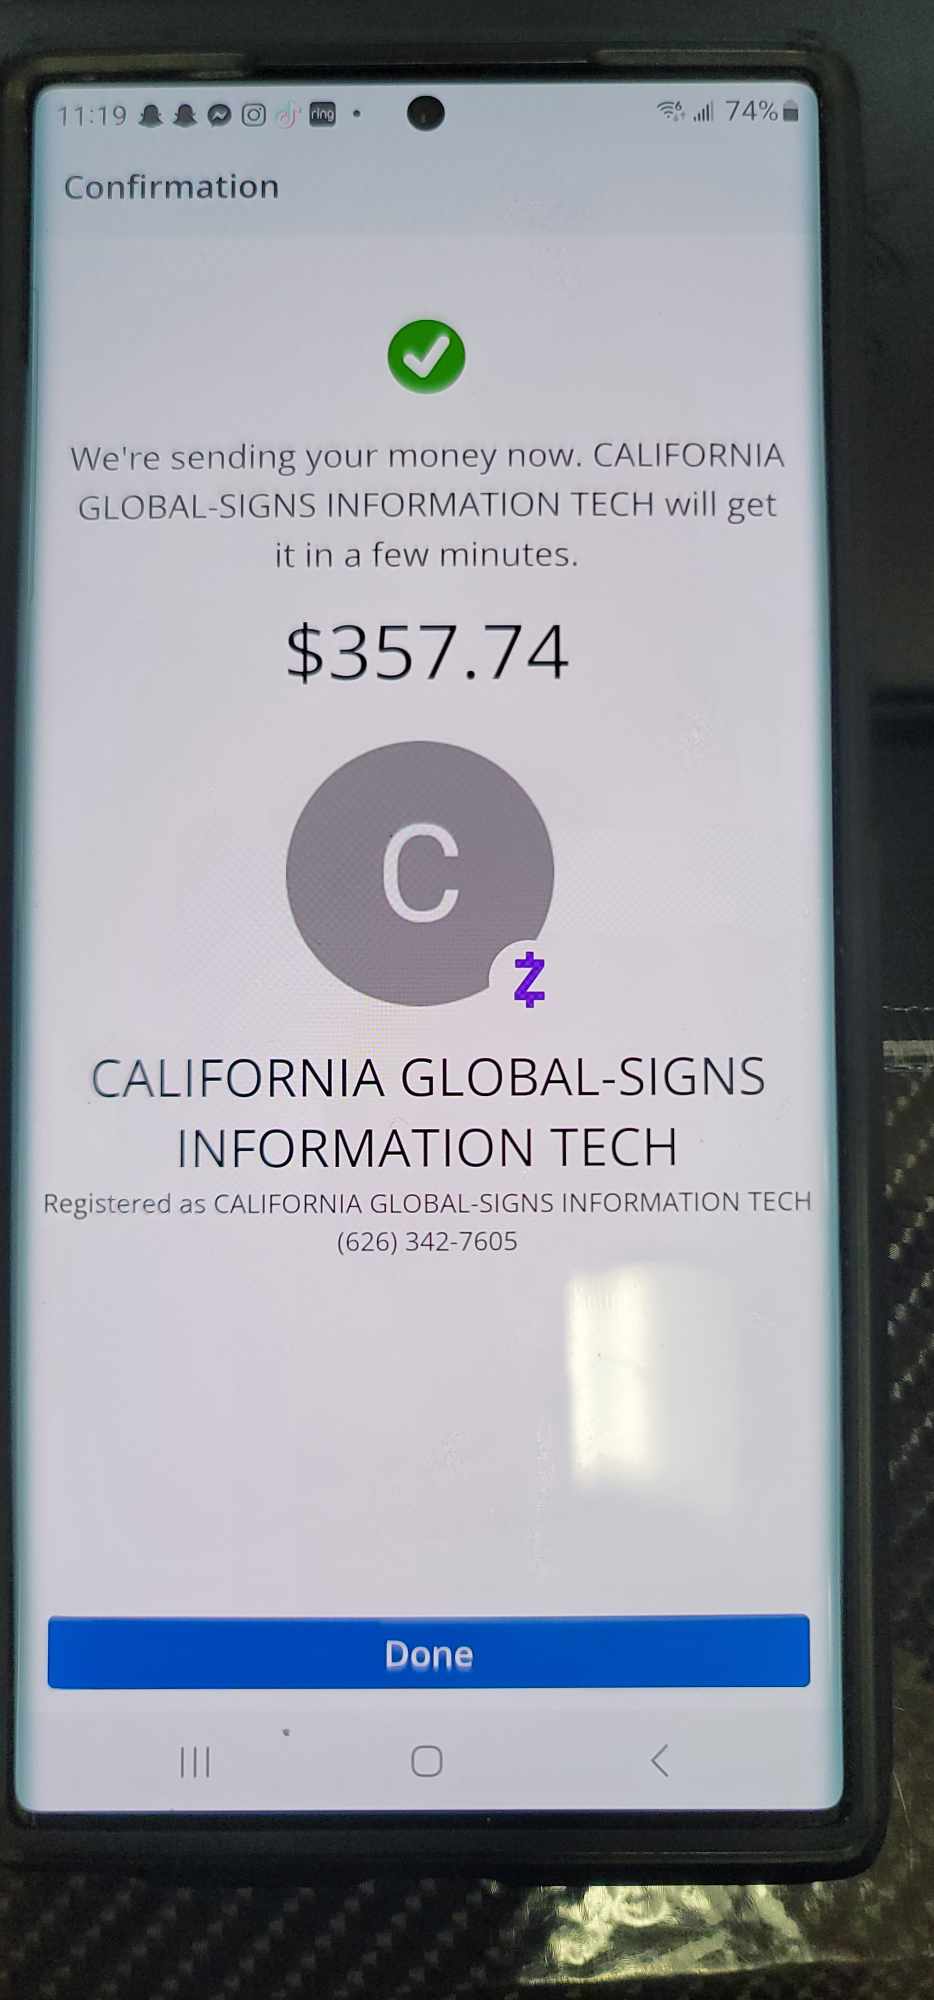 11:19 ring 74%
Confirmation
We're sending your money now. CALIFORNIA
GLOBAL-SIGNS INFORMATION TECH will get
it in a few minutes.
$357.74
C
CALIFORNIA GLOBAL-SIGNS
INFORMATION TECH
Registered as CALIFORNIA GLOBAL-SIGNS INFORMATION TECH
(626) 342-7605
Done